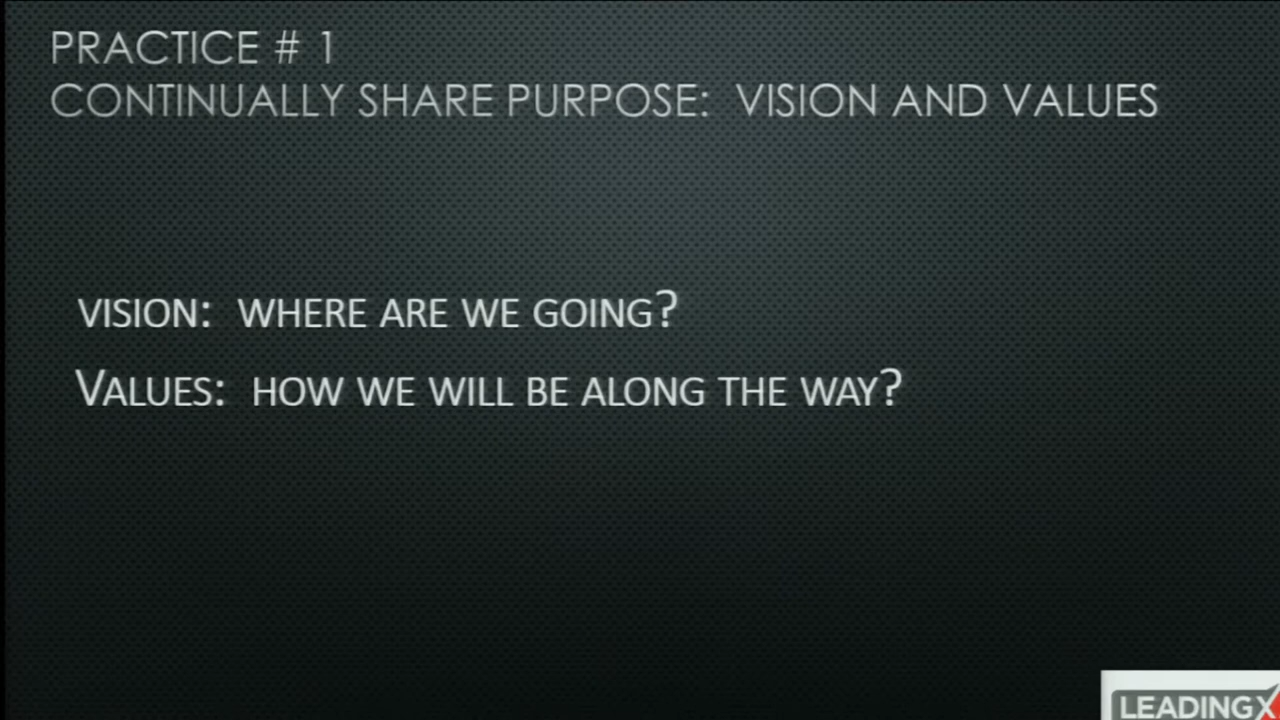 PRACTICE # 1
CONTINUALLY SHARE PURPOSE: VISION AND VALUES
VISION: WHERE ARE WE GOING?
VALUES: HOW WE WILL BE ALONG THE WAY?
LEADINGX